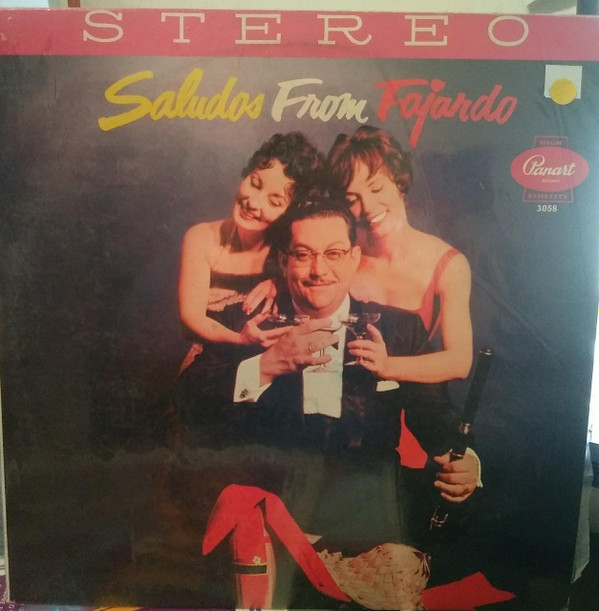 STEREO
Saludos From Fajardo
Panart
3058